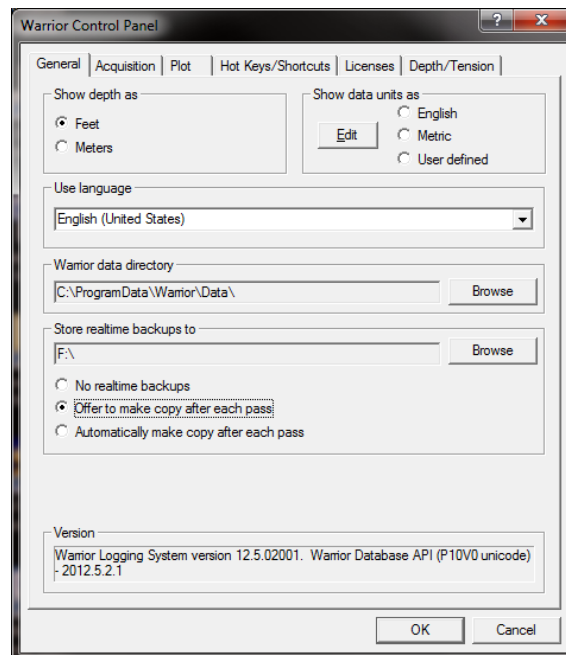 Warrior Control Panel
General Acquisition Plot Hot Keys/Shortcuts Licenses Depth/Tension
Show depth as
Feet
Meters
Show data units as
Edit
English
Metric
User defined
Use language
English (United States)
Warrior data directory
C:\ProgramData\Warrior\Data\
Browse
Store realtime backups to
F:\
Browse
No realtime backups
Offer to make copy after each pass
Automatically make copy after each pass
Version
Warrior Logging System version 12.5.02001. Warrior Database API (P10V0 unicode)
- 2012.5.2.1
OK Cancel